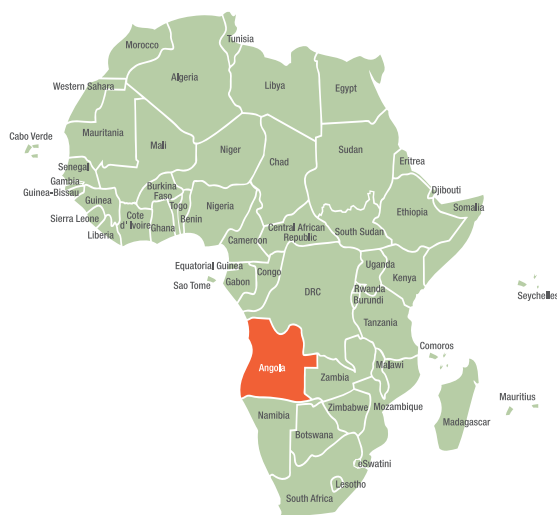 Tunisia
Morocco
Algeria
Libya
Egypt
Western Sahara
Mauritania
Cabo Verde
Mali
Niger
Chad
Sudan
Eritrea
Senegal
Gambia
Guinea-Bissau
Guinea
Burkina
Faso
Djibouti
Somalia
Togo
Benin
Nigeria
Ethiopia
Sierra Leone
Cote
d' Ivoire
Ghana
Liberia
Central African
Republic
South Sudan
Cameroon
Equatorial Guinea
Sao Tome
Gabon
Congo
Uganda
Kenya
DRC
Rwanda
Burundi
Seychelles
Tanzania
Comoros
Angola
Malawi
Zambia
Mauritius
Namibia
Zimbabwe
Mozambique
Madagascar
Botswana
eSwatini
Lesotho
South Africa